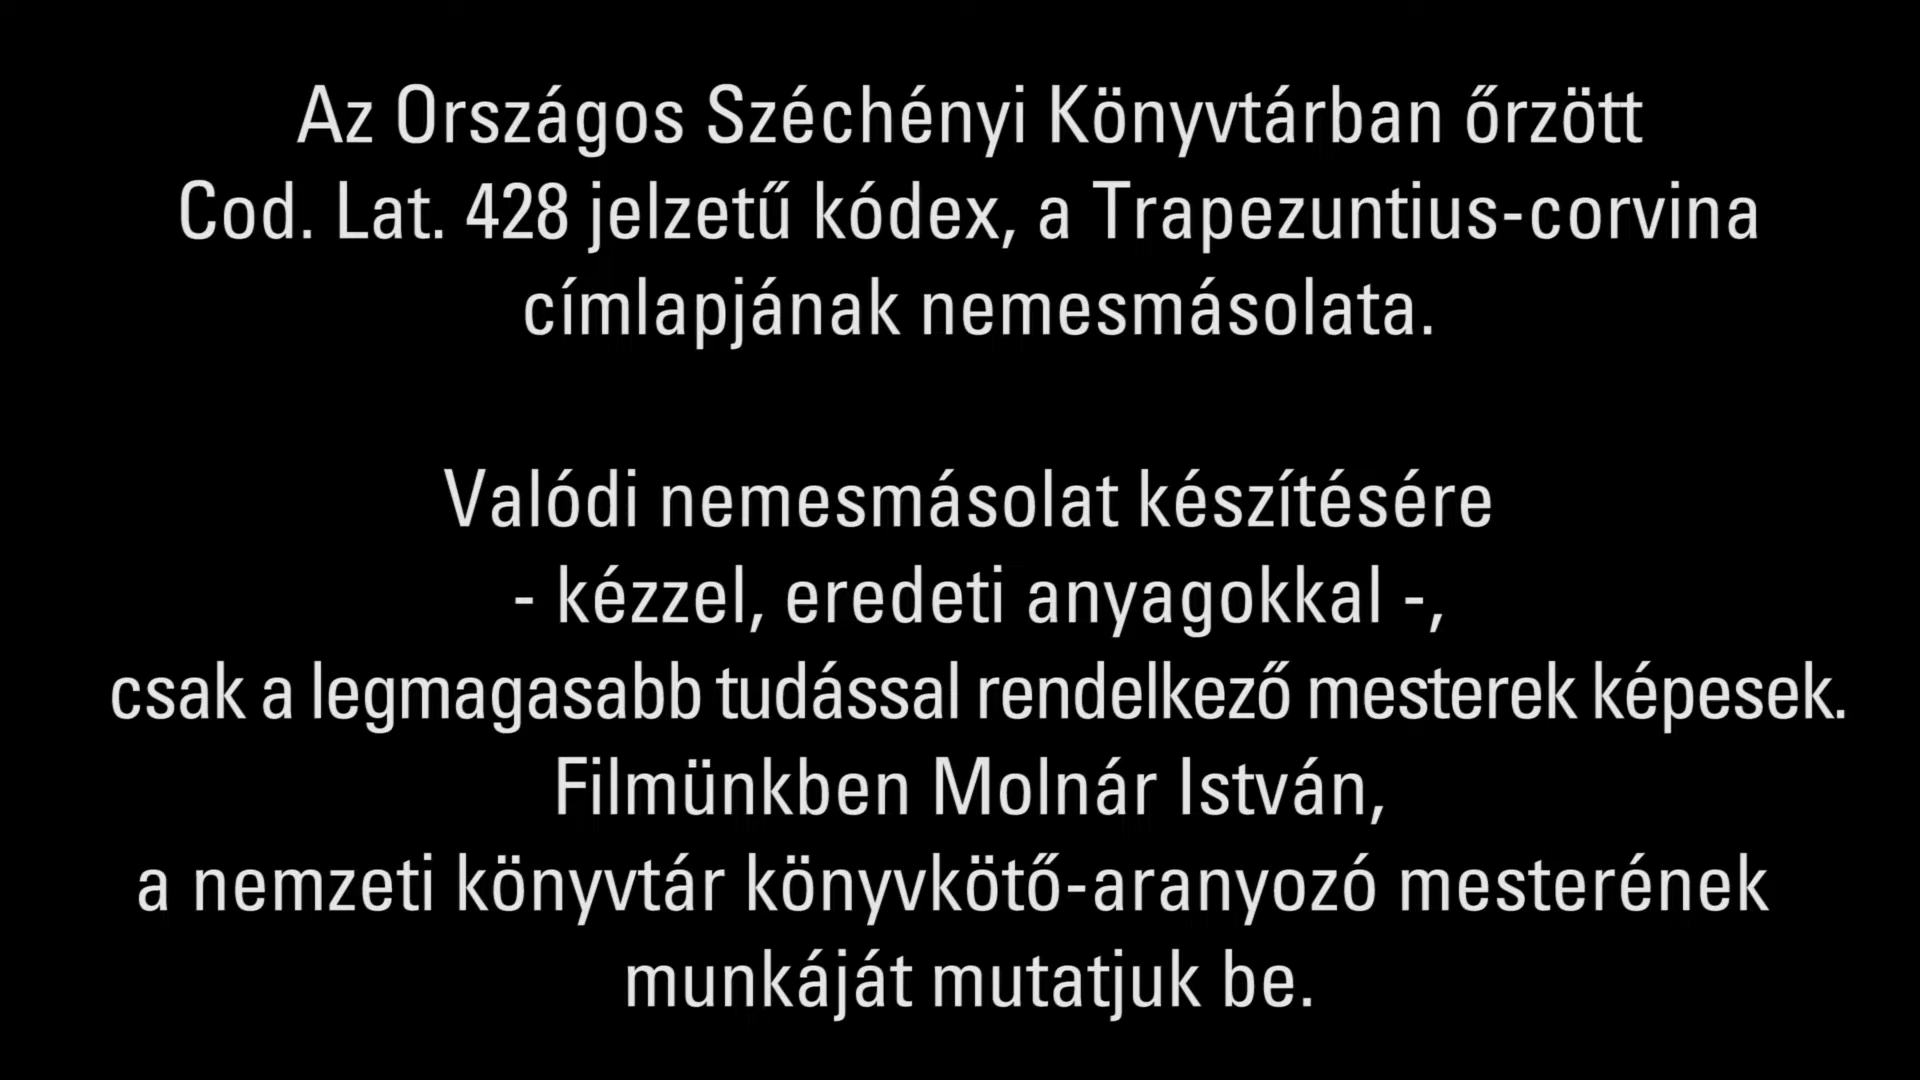 Az Országos Széchényi Könyvtárban őrzött
Cod. Lat. 428 jelzetű kódex, a Trapezuntius-corvina
címlapjának nemesmásolata.
Valódi nemesmásolat készítésére
- kézzel, eredeti anyagokkal -,
csak a legmagasabb tudással rendelkező mesterek képesek.
Filmünkben Molnár István,
a nemzeti könyvtár könyvkötő-aranyozó mesterének
munkáját mutatjuk be.